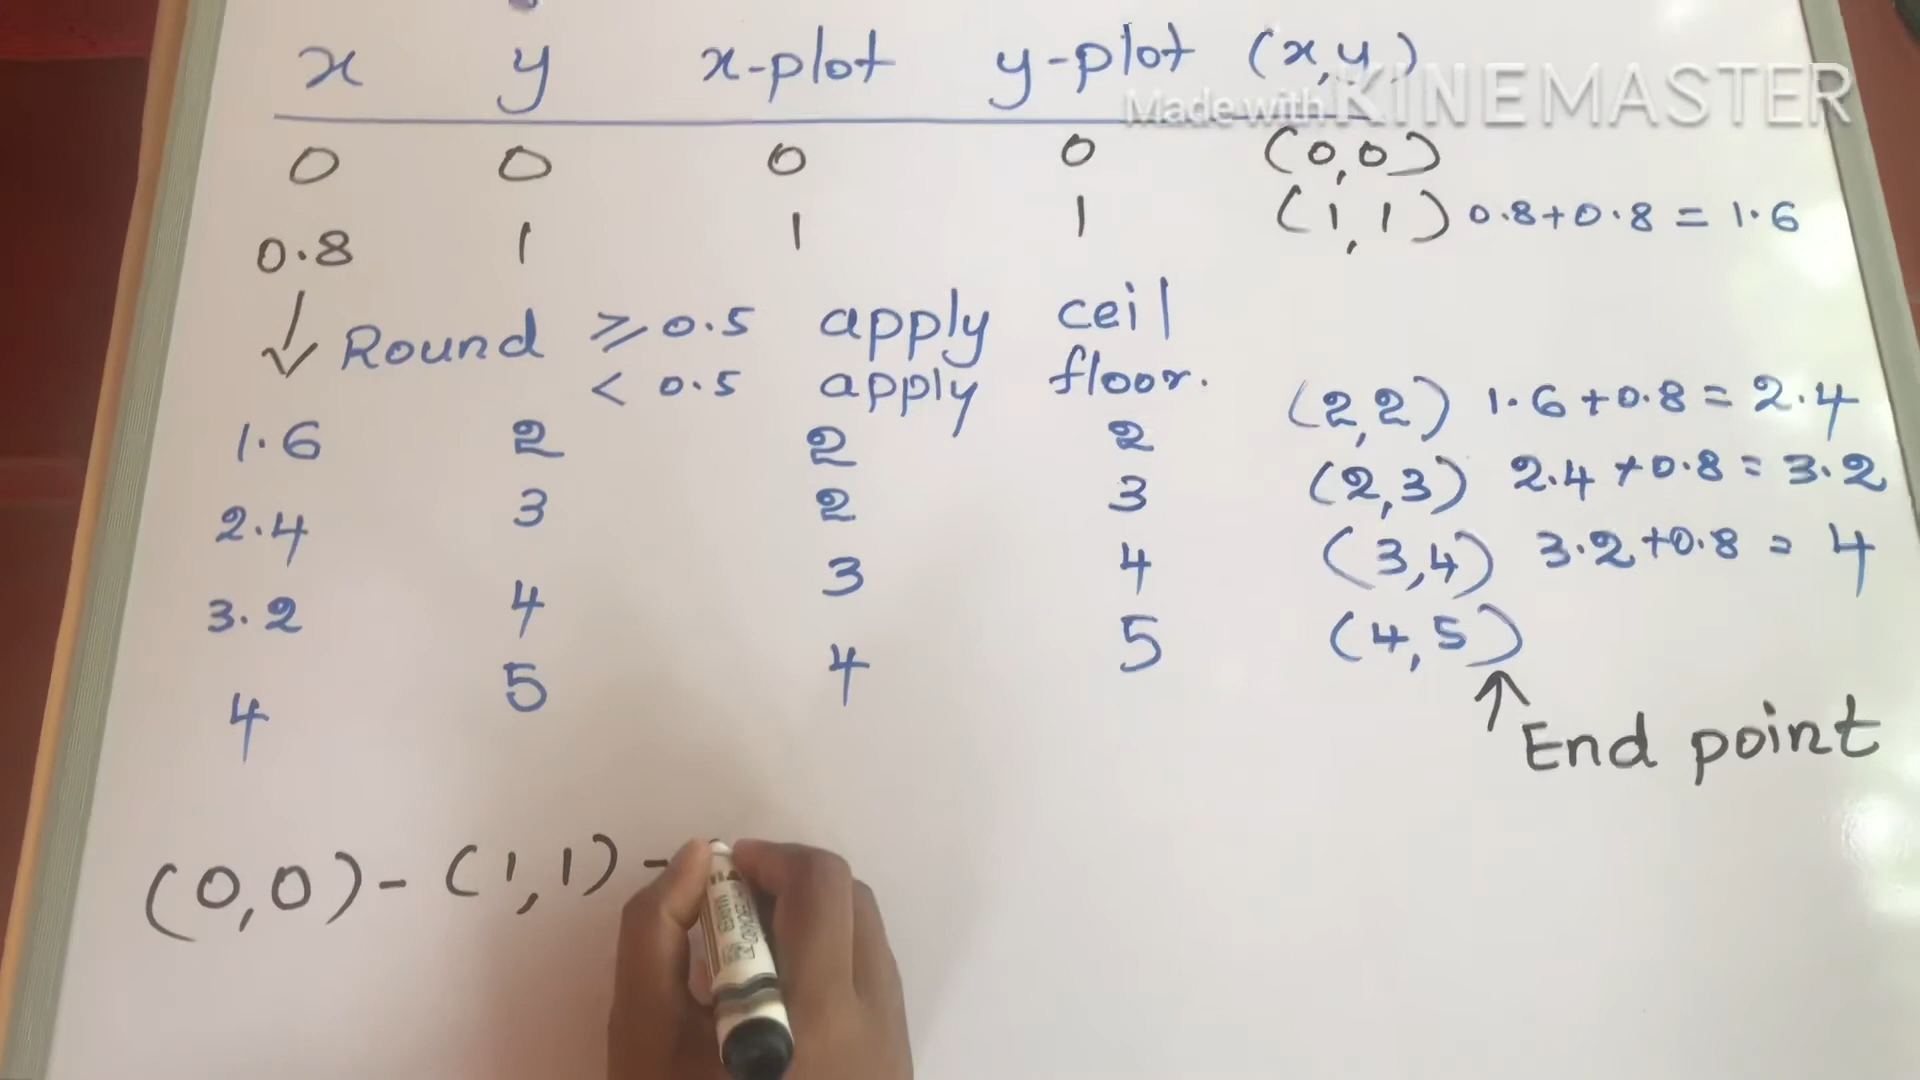 x y x-plot y-plot (x,y)
Made with KINEMASTER
0 0 0 0 (0,0)
0.8 1 1 1 (1,1) 0.8+0.8 = 1.6
Round ≥ 0.5 apply ceil
< 0.5 apply floor.
1.6 2 2 2 (2,2) 1.6+0.8 = 2.4
2.4 3 2 3 (2,3) 2.4+0.8 = 3.2
3.2 4 3 4 (3,4) 3.2+0.8 = 4
4 5 4 5 (4,5)
End point
(0,0) - (1,1) -